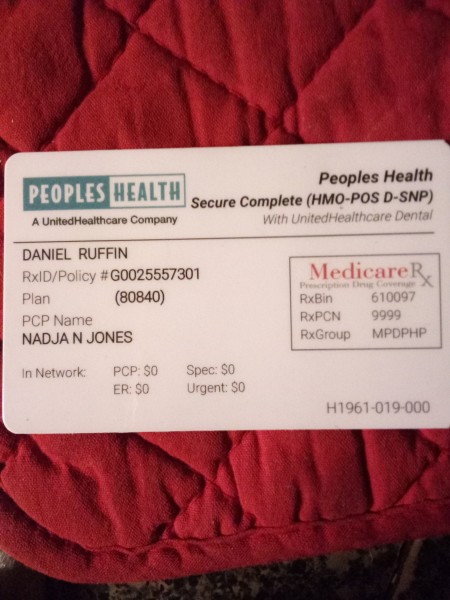 PEOPLES HEALTH
A UnitedHealthcare Company
Peoples Health
Secure Complete (HMO-POS D-SNP)
With UnitedHealthcare Dental
DANIEL RUFFIN
RxID/Policy #G0025557301
Plan (80840)
PCP Name
NADJA N JONES
In Network: PCP: $0 Spec: $0
ER: $0 Urgent: $0
MedicareRx
Prescription Drug Coverage
RxBin 610097
RxPCN 9999
RxGroup MPDPHP
H1961-019-000